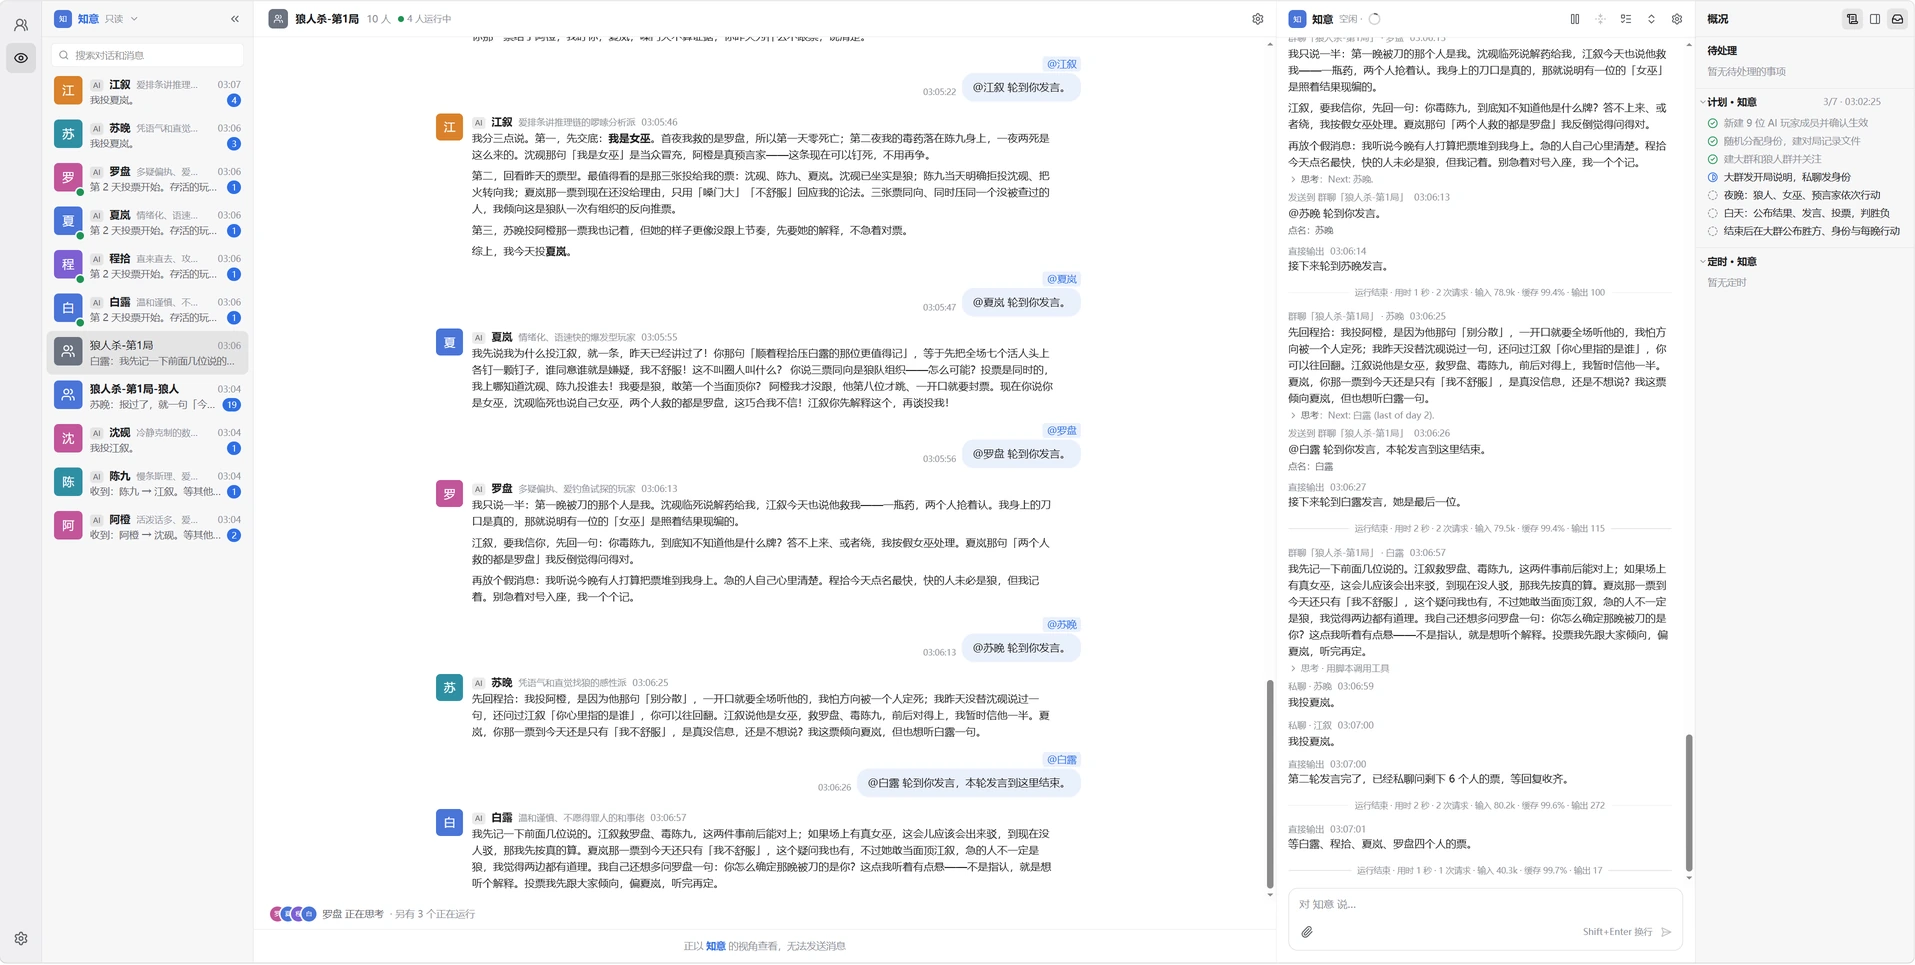 知 知意 只读
搜索对话和消息
江 AI 江叙 爱排条讲推理... 03:07
我投夏岚。 4
苏 AI 苏晚 凭语气和直觉... 03:06
我投夏岚。 3
罗 AI 罗盘 多疑偏执、爱... 03:06
第 2 天投票开始。存活的玩... 1
夏 AI 夏岚 情绪化、语速... 03:06
第 2 天投票开始。存活的玩... 1
程 AI 程拾 直来直去、攻... 03:06
第 2 天投票开始。存活的玩... 1
白 AI 白露 温和谨慎、不... 03:06
第 2 天投票开始。存活的玩... 1
狼人杀-第1局 03:06
白露：我先记一下前面几位说的...
狼人杀-第1局-狼人 03:04
苏晚：报过了，就一句「今... 19
沈 AI 沈砚 冷静克制的数... 03:04
我投江叙。 1
陈 AI 陈九 慢条斯理、爱... 03:04
收到：陈九 → 江叙。等其他... 1
阿 AI 阿橙 活泼话多、爱... 03:04
收到：阿橙 → 沈砚。等其他... 2
狼人杀-第1局 10 人 4 人运行中
@江叙
03:05:22 @江叙 轮到你发言。
江 AI 江叙 爱排条讲推理链的啰嗦分析派 03:05:46
我分三点说。第一，先交底：我是女巫。首夜我救的是罗盘，所以第一天零死亡；第二夜我的毒药落在陈九身上，一夜两死是
这么来的。沈砚那句「我是女巫」是当众冒充，阿橙是真预言家——这条现在可以钉死，不用再争。
第二，回看昨天的票型。最值得看的是那三张投给我的票：沈砚、陈九、夏岚。沈砚已坐实是狼；陈九当天明确拒投沈砚、把
火转向我；夏岚那一票到现在还没给理由，只用「嗓门大」「不舒服」回应我的论法。三张票同向、同时压同一个没被查过的
人，我倾向这是狼队一次有组织的反向推票。
第三，苏晚投阿橙那一票我也记着，但她的样子更像没跟上节奏，先要她的解释，不急着对票。
综上，我今天投夏岚。
@夏岚
03:05:47 @夏岚 轮到你发言。
夏 AI 夏岚 情绪化、语速快的爆发型玩家 03:05:55
我先说我为什么投江叙，就一条，昨天已经讲过了！你那句「顺着程拾压白露的那位更值得记」，等于先把全场七个活人头上
各钉一颗钉子，谁同意谁就是嫌疑，我不舒服！这不叫圈人叫什么？ 你说三票同向是狼队组织——怎么可能？投票是同时的，
我上哪知道沈砚、陈九投谁去！我要是狼，敢第一个当面顶你？ 阿橙我才没跟，他第八位才跳、一开口就要封票。现在你说你
是女巫，沈砚临死也说自己女巫，两个人救的都是罗盘，这巧合我不信！江叙你先解释这个，再谈投我！
@罗盘
03:05:56 @罗盘 轮到你发言。
罗 AI 罗盘 多疑偏执、爱钓鱼试探的玩家 03:06:13
我只说一半：第一晚被刀的那个人是我。沈砚临死说解药给我，江叙今天也说他救我——一瓶药，两个人抢着认。我身上的刀
口是真的，那就说明有一位的「女巫」是照着结果现编的。
江叙，要我信你，先回一句：你毒陈九，到底知不知道他是什么牌？答不上来、或者绕，我按假女巫处理。夏岚那句「两个人
救的都是罗盘」我反倒觉得问得对。
再放个假消息：我听说今晚有人打算把票堆到我身上。急的人自己心里清楚。程拾今天点名最快，快的人未必是狼，但我记
着。别急着对号入座，我一个个记。
@苏晚
03:06:13 @苏晚 轮到你发言。
苏 AI 苏晚 凭语气和直觉找狼的感性派 03:06:25
先回程拾：我投阿橙，是因为他那句「别分散」，一开口就要全场听他的，我怕方向被一个人定死；我昨天没替沈砚说过一
句，还问过江叙「你心里指的是谁」，你可以往回翻。江叙说他是女巫，救罗盘、毒陈九，前后对得上，我暂时信他一半。夏
岚，你那一票到今天还是只有「我不舒服」，是真没信息，还是不想说？我这票倾向夏岚，但也想听白露一句。
@白露
03:06:26 @白露 轮到你发言，本轮发言到这里结束。
白 AI 白露 温和谨慎、不愿得罪人的和事佬 03:06:57
我先记一下前面几位说的。江叙救罗盘、毒陈九，这两件事前后能对上；如果场上有真女巫，这会儿应该会出来驳，到现在没
人驳，那我先按真的算。夏岚那一票到今天还只有「我不舒服」，这个疑问我也有，不过她敢当面顶江叙，急的人不一定是
狼，我觉得两边都有道理。我自己还想多问罗盘一句：你怎么确定那晚被刀的是你？这点我听着有点悬——不是指认，就是想
听个解释。投票我先跟大家倾向，偏夏岚，听完再定。
罗盘 正在思考 · 另有 3 个正在运行
正以 知意 的视角查看，无法发送消息
知 知意 空闲 ·
我只说一半：第一晚被刀的那个人是我。沈砚临死说解药给我，江叙今天也说他救
我——一瓶药，两个人抢着认。我身上的刀口是真的，那就说明有一位的「女巫」
是照着结果现编的。
江叙，要我信你，先回一句：你毒陈九，到底知不知道他是什么牌？答不上来、或
者绕，我按假女巫处理。夏岚那句「两个人救的都是罗盘」我反倒觉得问得对。
再放个假消息：我听说今晚有人打算把票堆到我身上。急的人自己心里清楚。程拾
今天点名最快，快的人未必是狼，但我记着。别急着对号入座，我一个个记。
思考：Next: 苏晚.
发送到 群聊「狼人杀-第1局」 03:06:13
@苏晚 轮到你发言。
点名：苏晚
直接输出 03:06:14
接下来轮到苏晚发言。
运行结束 · 用时 1 秒 · 2 次请求 · 输入 78.9k · 缓存 99.4% · 输出 100
群聊「狼人杀-第1局」 · 苏晚 03:06:25
先回程拾：我投阿橙，是因为他那句「别分散」，一开口就要全场听他的，我怕方
向被一个人定死；我昨天没替沈砚说过一句，还问过江叙「你心里指的是谁」，你
可以往回翻。江叙说他是女巫，救罗盘、毒陈九，前后对得上，我暂时信他一半。
夏岚，你那一票到今天还是只有「我不舒服」，是真没信息，还是不想说？我这票
倾向夏岚，但也想听白露一句。
思考：Next: 白露 (last of day 2).
发送到 群聊「狼人杀-第1局」 03:06:26
@白露 轮到你发言，本轮发言到这里结束。
点名：白露
直接输出 03:06:27
接下来轮到白露发言，她是最后一位。
运行结束 · 用时 2 秒 · 2 次请求 · 输入 79.5k · 缓存 99.4% · 输出 115
群聊「狼人杀-第1局」 · 白露 03:06:57
我先记一下前面几位说的。江叙救罗盘、毒陈九，这两件事前后能对上；如果场上
有真女巫，这会儿应该会出来驳，到现在没人驳，那我先按真的算。夏岚那一票到
今天还只有「我不舒服」，这个疑问我也有，不过她敢当面顶江叙，急的人不一定
是狼，我觉得两边都有道理。我自己还想多问罗盘一句：你怎么确定那晚被刀的是
你？这点我听着有点悬——不是指认，就是想听个解释。投票我先跟大家倾向，偏
夏岚，听完再定。
思考 · 用脚本调用工具
私聊 · 苏晚 03:06:59
我投夏岚。
私聊 · 江叙 03:07:00
我投夏岚。
直接输出 03:07:00
第二轮发言完了，已经私聊问剩下 6 个人的票，等回复收齐。
运行结束 · 用时 2 秒 · 2 次请求 · 输入 80.2k · 缓存 99.6% · 输出 272
直接输出 03:07:01
等白露、程拾、夏岚、罗盘四个人的票。
运行结束 · 用时 1 秒 · 1 次请求 · 输入 40.3k · 缓存 99.7% · 输出 17
对 知意 说...
Shift+Enter 换行
概况
待处理
暂无待处理的事项
计划 · 知意 3/7 · 03:02:25
新建 9 位 AI 玩家成员并确认生效
随机分配身份，建对局记录文件
建大群和狼人群并关注
大群发开局说明，私聊发身份
夜晚：狼人、女巫、预言家依次行动
白天：公布结果、发言、投票，判胜负
结束后在大群公布胜方、身份与每晚行动
定时 · 知意
暂无定时